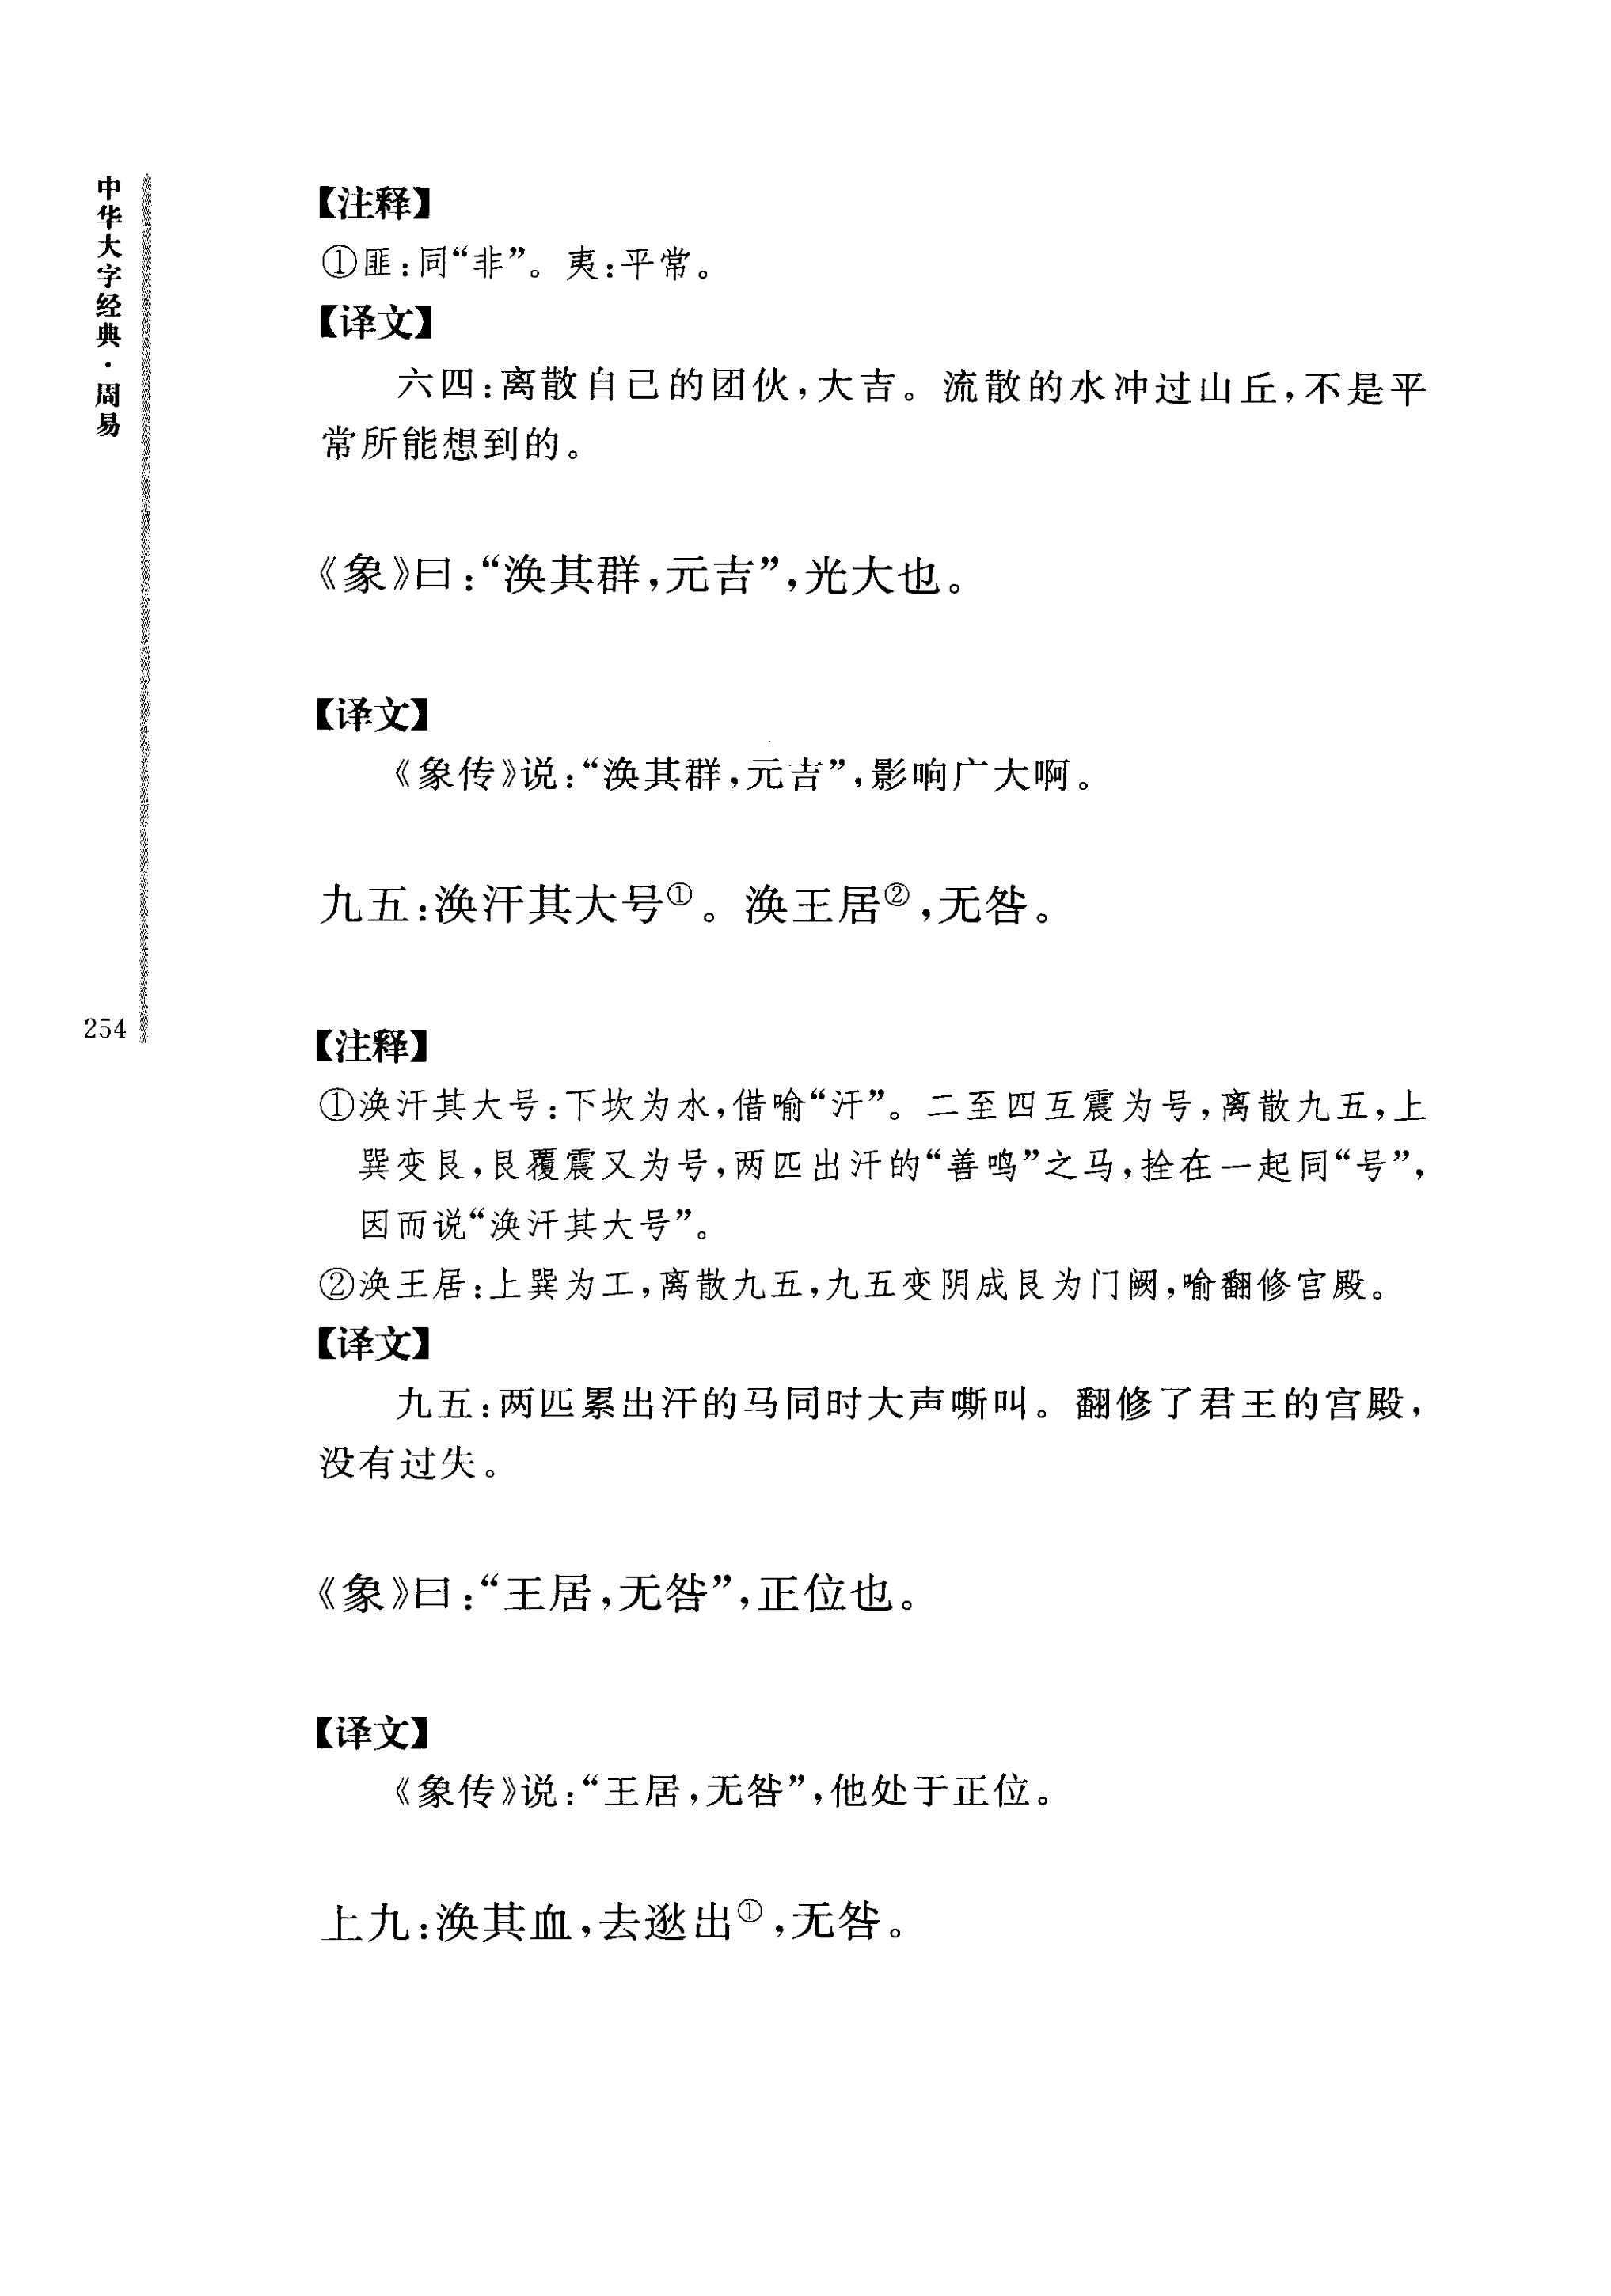 中华大字经典·周易
254
【注释】
①匪：同“非”。夷：平常。
【译文】
六四：离散自己的团伙，大吉。流散的水冲过山丘，不是平
常所能想到的。
《象》曰：“涣其群，元吉”，光大也。
【译文】
《象传》说：“涣其群，元吉”，影响广大啊。
九五：涣汗其大号①。涣王居②，无咎。
【注释】
①涣汗其大号：下坎为水，借喻“汗”。二至四互震为号，离散九五，上
巽变艮，艮覆震又为号，两匹出汗的“善鸣”之马，拴在一起同“号”，
因而说“涣汗其大号”。
②涣王居：上巽为工，离散九五，九五变阴成艮为门阙，喻翻修宫殿。
【译文】
九五：两匹累出汗的马同时大声嘶叫。翻修了君王的宫殿，
没有过失。
《象》曰：“王居，无咎”，正位也。
【译文】
《象传》说：“王居，无咎”，他处于正位。
上九：涣其血，去逖出①，无咎。